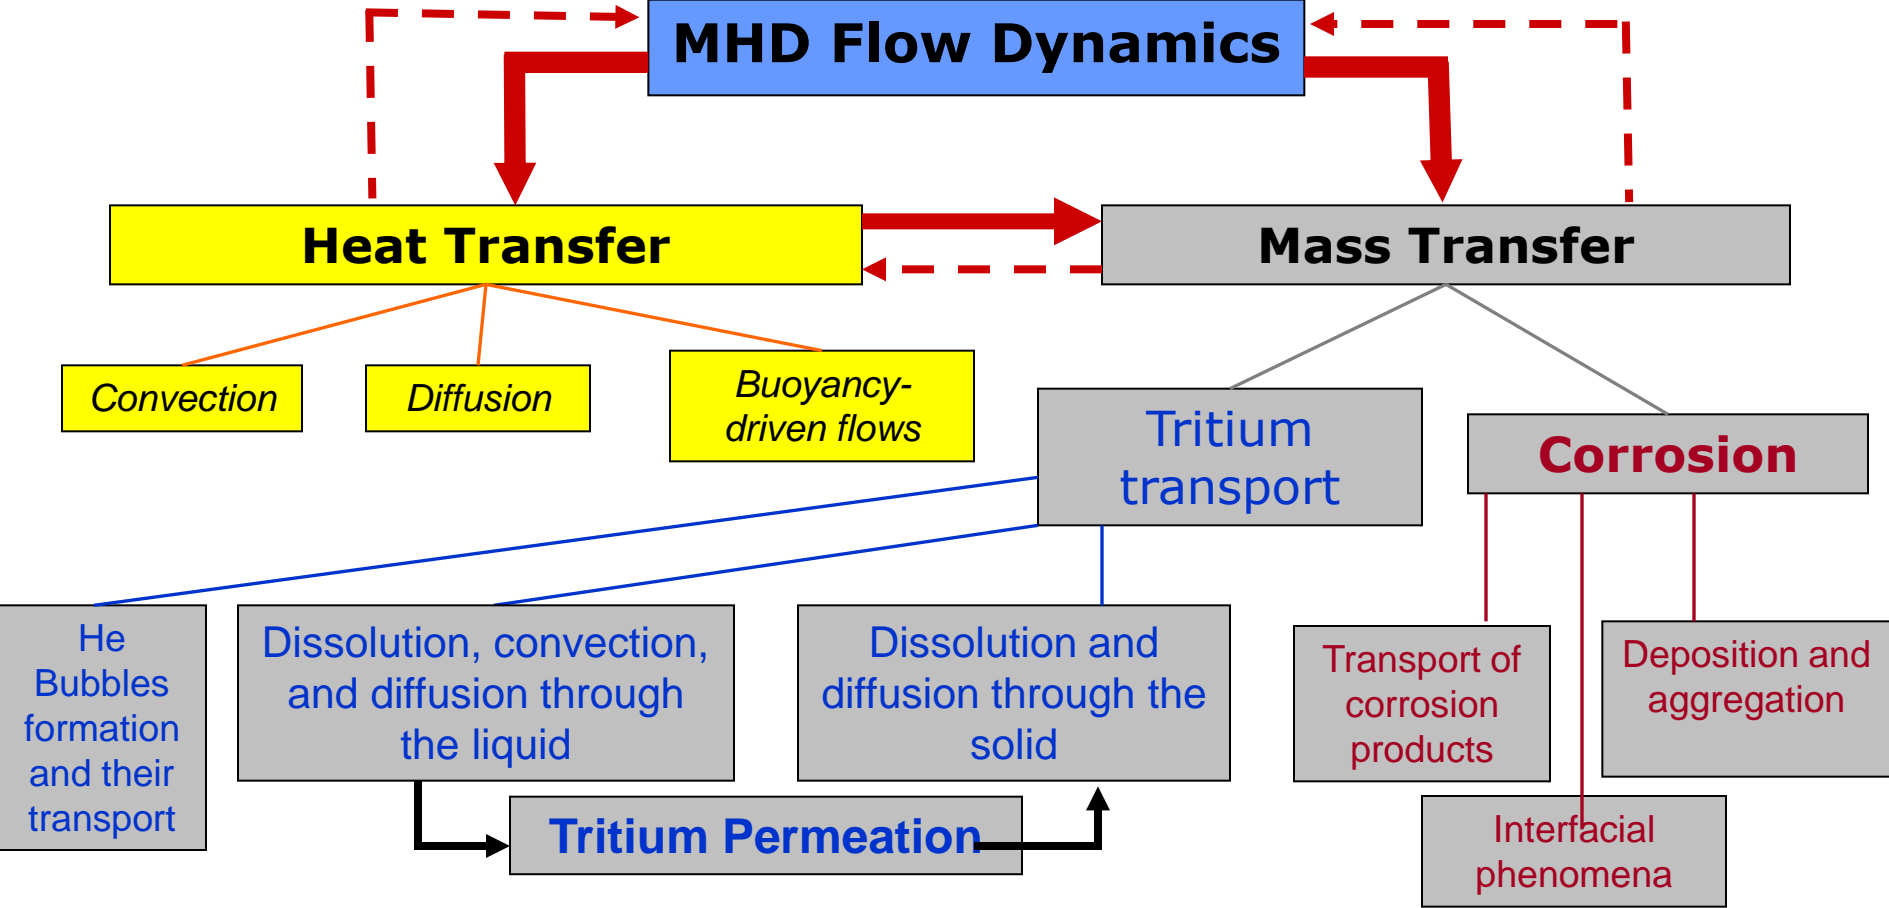 MHD Flow Dynamics
Heat Transfer
Mass Transfer
Convection
Diffusion
Buoyancy-
driven flows
Tritium
transport
Corrosion
He
Bubbles
formation
and their
transport
Dissolution, convection,
and diffusion through
the liquid
Dissolution and
diffusion through the
solid
Transport of
corrosion
products
Deposition and
aggregation
Tritium Permeation
Interfacial
phenomena